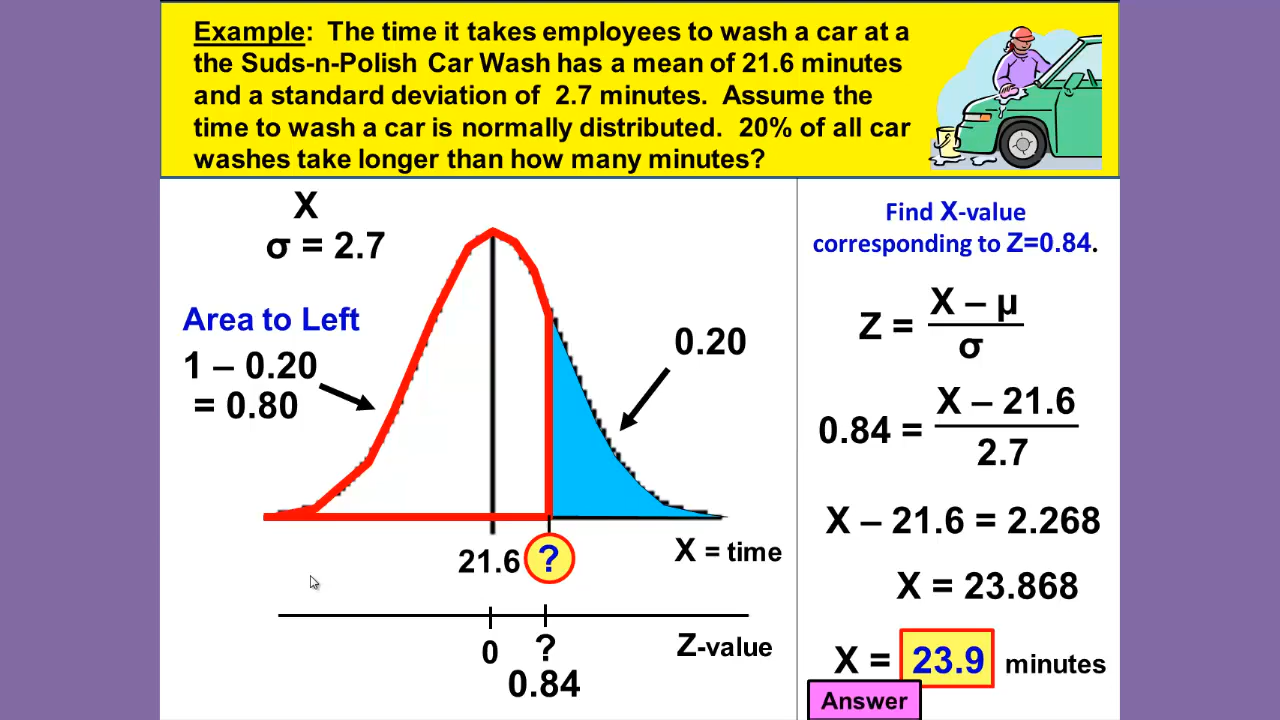 Example:  The time it takes employees to wash a car at a
the Suds-n-Polish Car Wash has a mean of 21.6 minutes
and a standard deviation of  2.7 minutes.  Assume the
time to wash a car is normally distributed.  20% of all car
washes take longer than how many minutes?
X
σ = 2.7
Area to Left
1 – 0.20
= 0.80
0.20
21.6
?
X = time
0
?
0.84
Z-value
Find X-value
corresponding to Z=0.84.
Z = X – µ
σ
0.84 = X – 21.6
2.7
X – 21.6 = 2.268
X = 23.868
X = 23.9 minutes
Answer